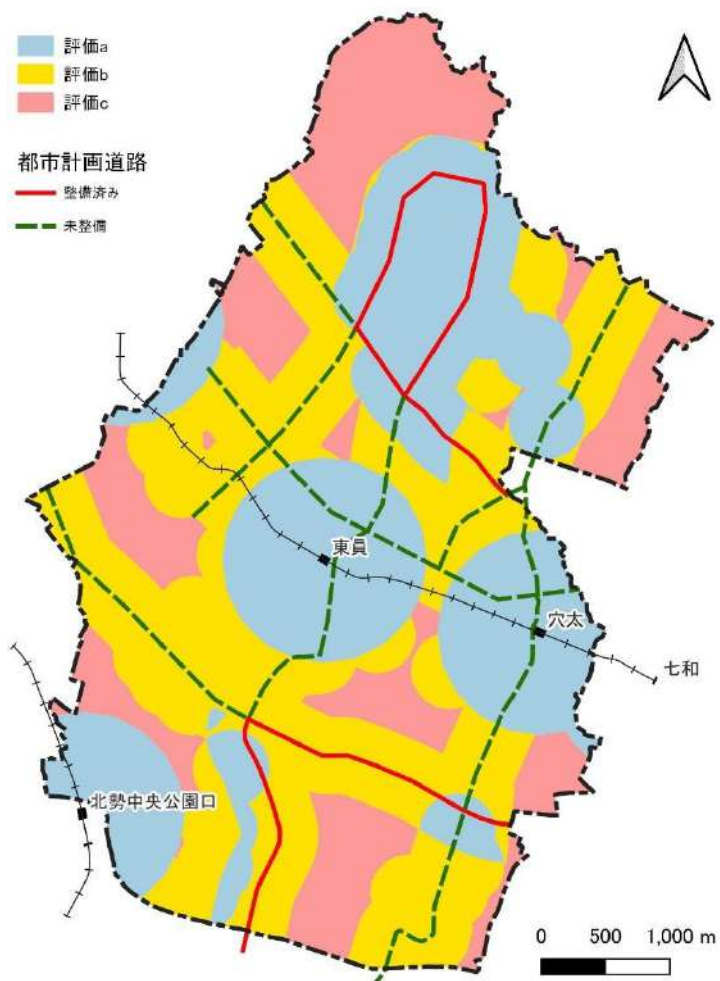 評価a
評価b
評価c
都市計画道路
整備済み
未整備
東員
穴太
七和
北勢中央公園口
0 500 1,000 m